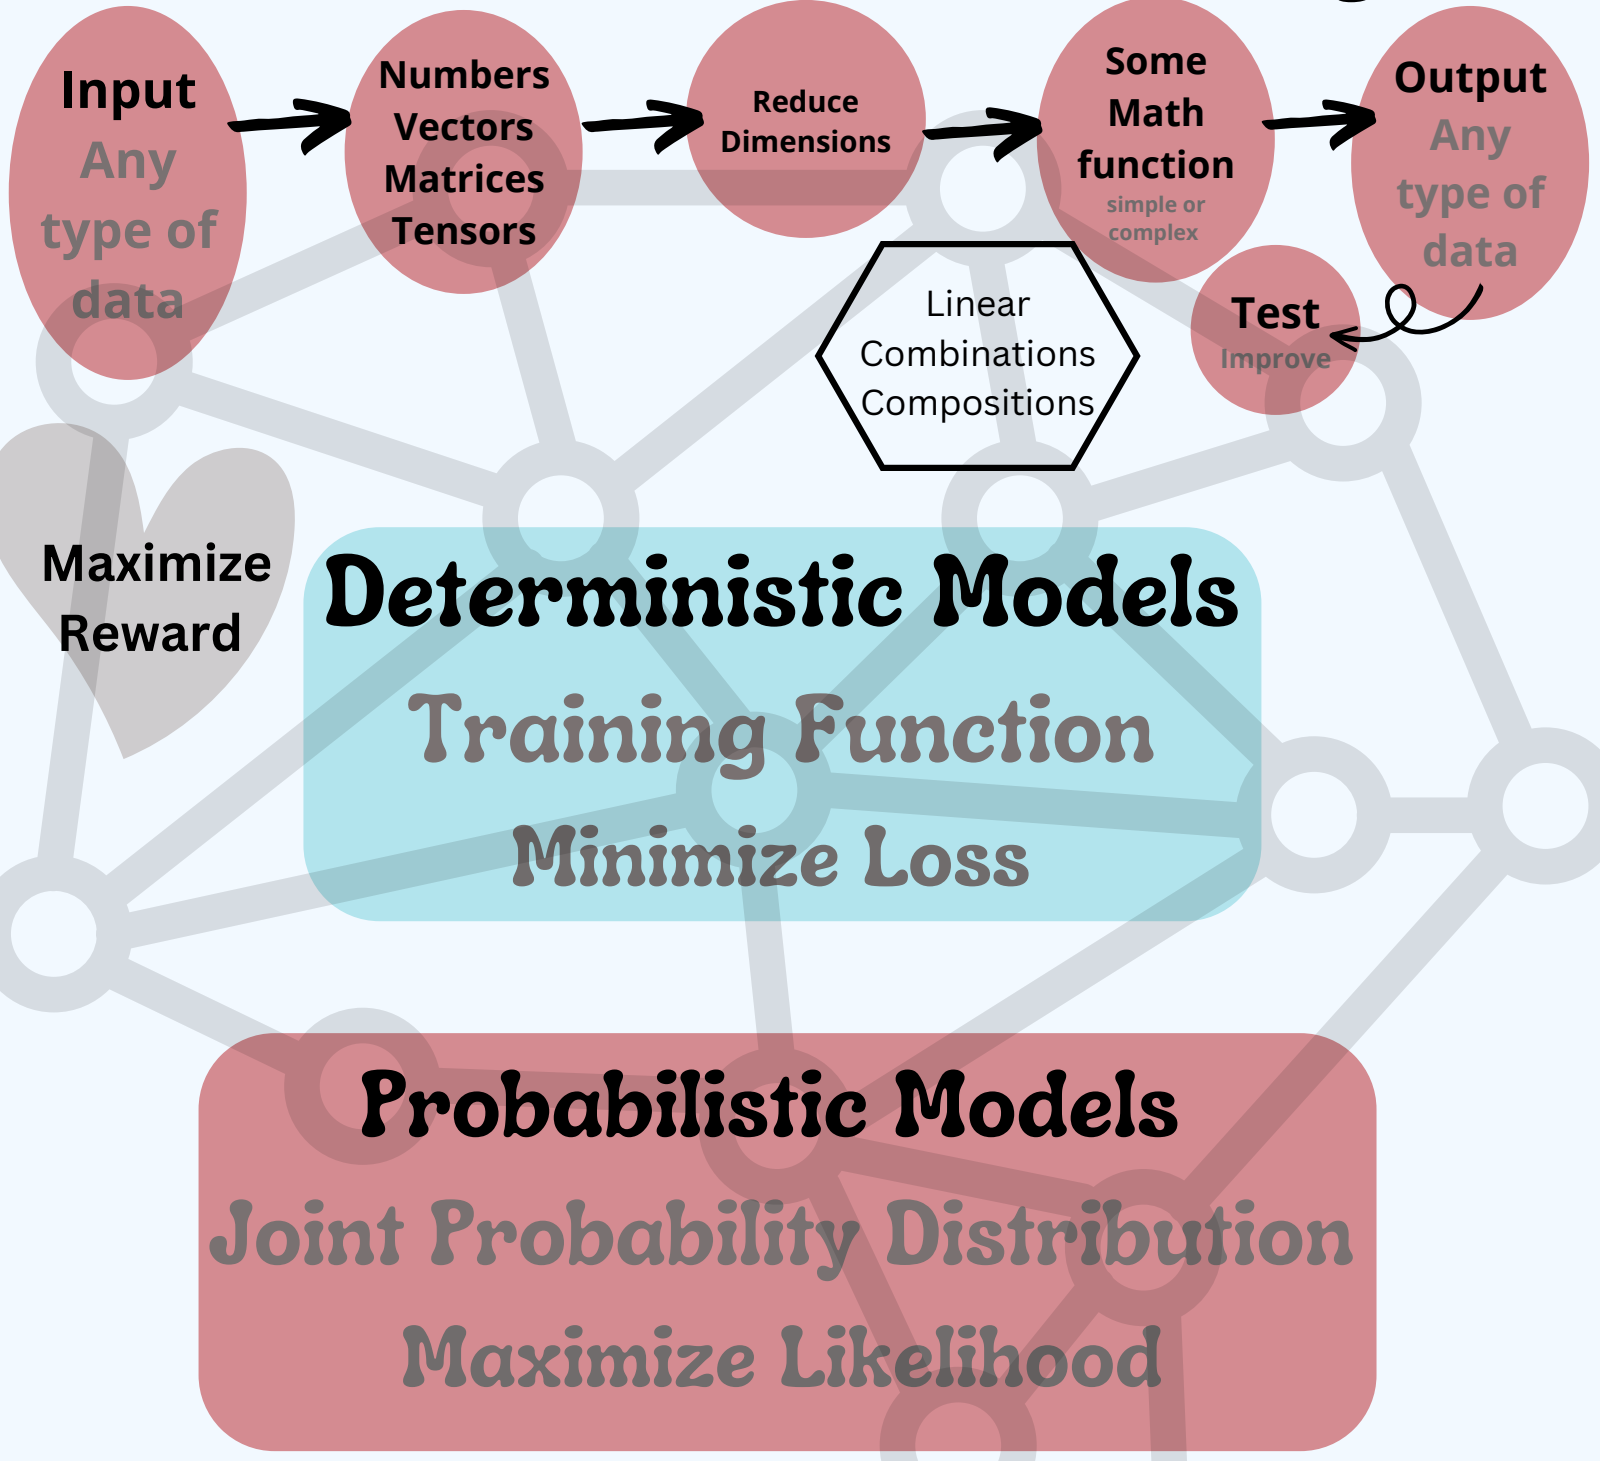 Input
Any
type of
data
Numbers
Vectors
Matrices
Tensors
Reduce
Dimensions
Some
Math
function
simple or
complex
Output
Any
type of
data
Linear
Combinations
Compositions
Test
Improve
Maximize
Reward
Deterministic Models
Training Function
Minimize Loss
Probabilistic Models
Joint Probability Distribution
Maximize Likelihood